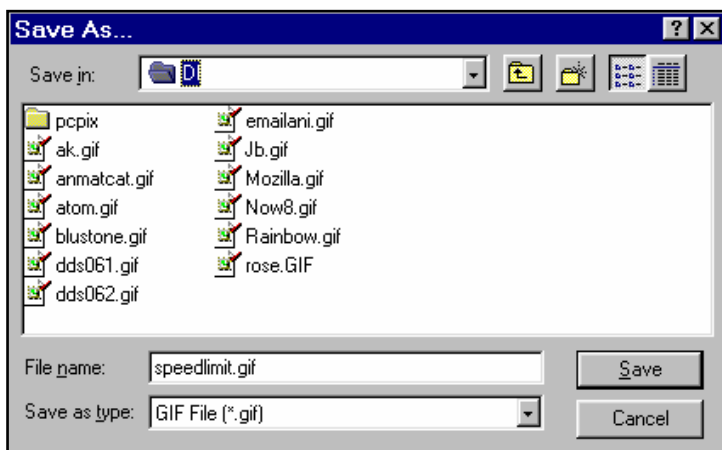 Save As...
Save in: D
pcpix
ak.gif
anmatcat.gif
atom.gif
blustone.gif
dds061.gif
dds062.gif
emailani.gif
Jb.gif
Mozilla.gif
Now8.gif
Rainbow.gif
rose.GIF
File name: speedlimit.gif
Save
Save as type: GIF File (*.gif)
Cancel